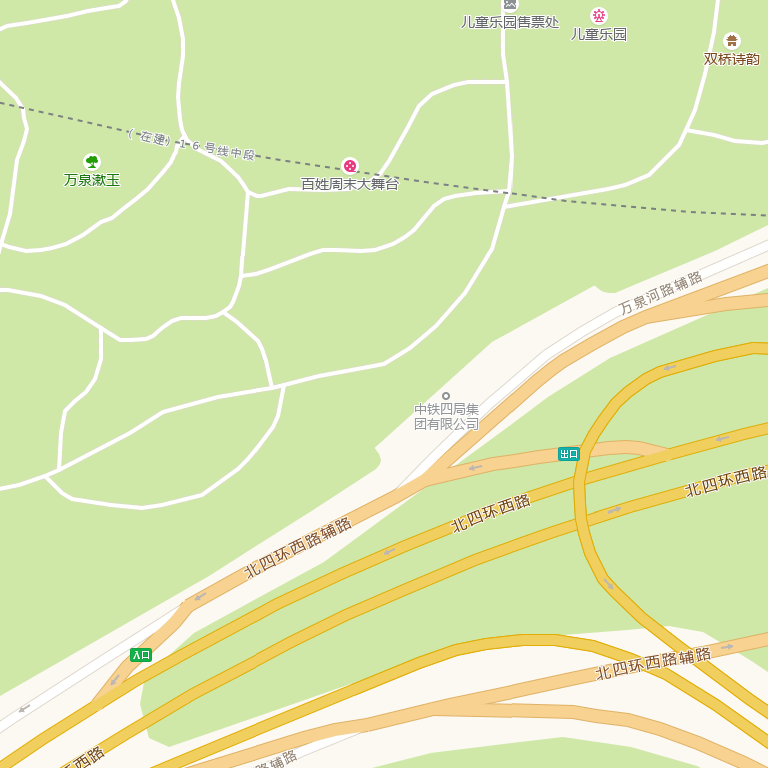 儿童乐园售票处
儿童乐园
双桥诗韵
(在建) 16号线中段
万泉漱玉
百姓周末大舞台
万泉河路辅路
中铁四局集
团有限公司
出口
北四环西路
北四环西路
北四环西路辅路
入口
北四环西路辅路
西路
路辅路